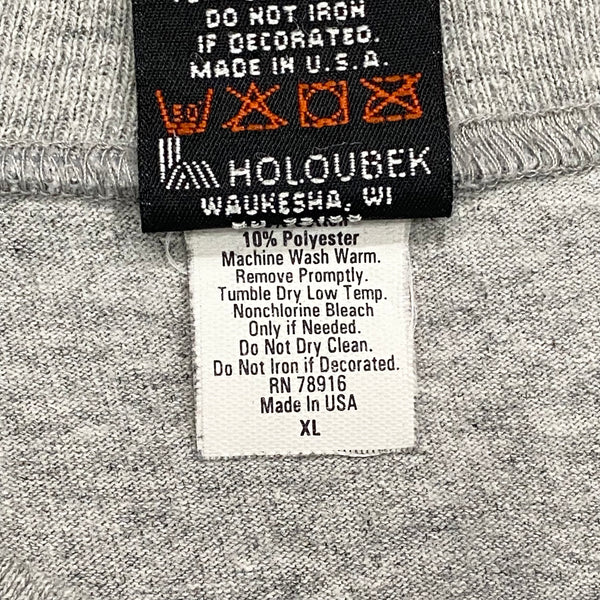 DO NOT IRON
IF DECORATED.
MADE IN U.S.A.
30
HOLOUBEK
WAUKESHA, WI
10% Polyester
Machine Wash Warm.
Remove Promptly.
Tumble Dry Low Temp.
Nonchlorine Bleach
Only if Needed.
Do Not Dry Clean.
Do Not Iron if Decorated.
RN 78916
Made In USA
XL